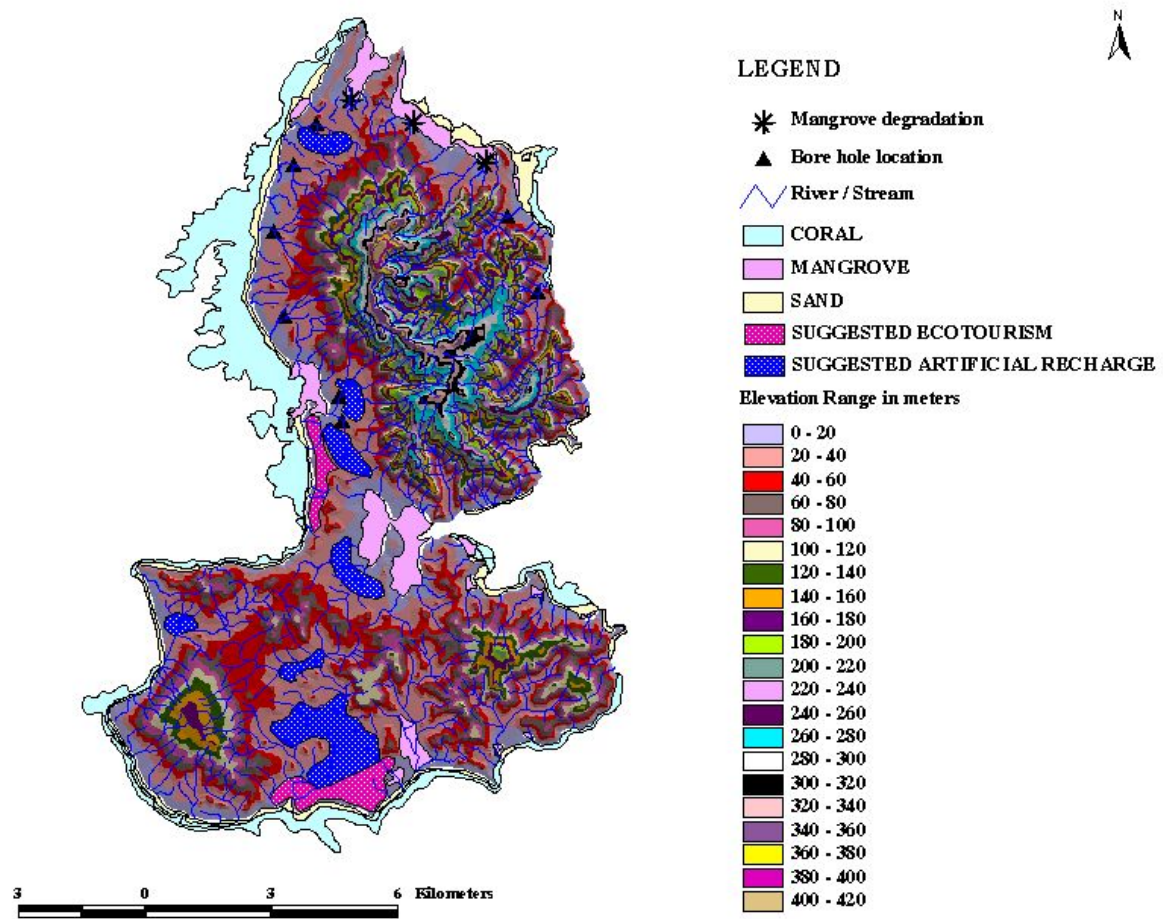 N
LEGEND
Mangrove degradation
Bore hole location
River / Stream
CORAL
MANGROVE
SAND
SUGGESTED ECOTOURISM
SUGGESTED ARTIFICIAL RECHARGE
Elevation Range in meters
0 - 20
20 - 40
40 - 60
60 - 80
80 - 100
100 - 120
120 - 140
140 - 160
160 - 180
180 - 200
200 - 220
220 - 240
240 - 260
260 - 280
280 - 300
300 - 320
320 - 340
340 - 360
360 - 380
380 - 400
400 - 420
3 0 3 6 Kilometers